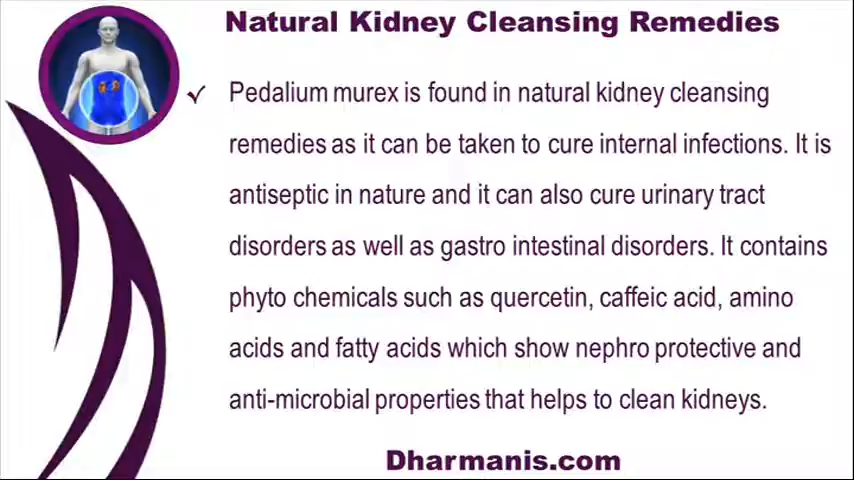 Natural Kidney Cleansing Remedies
Pedalium murex is found in natural kidney cleansing
remedies as it can be taken to cure internal infections. It is
antiseptic in nature and it can also cure urinary tract
disorders as well as gastro intestinal disorders. It contains
phyto chemicals such as quercetin, caffeic acid, amino
acids and fatty acids which show nephro protective and
anti-microbial properties that helps to clean kidneys.
Dharmanis.com